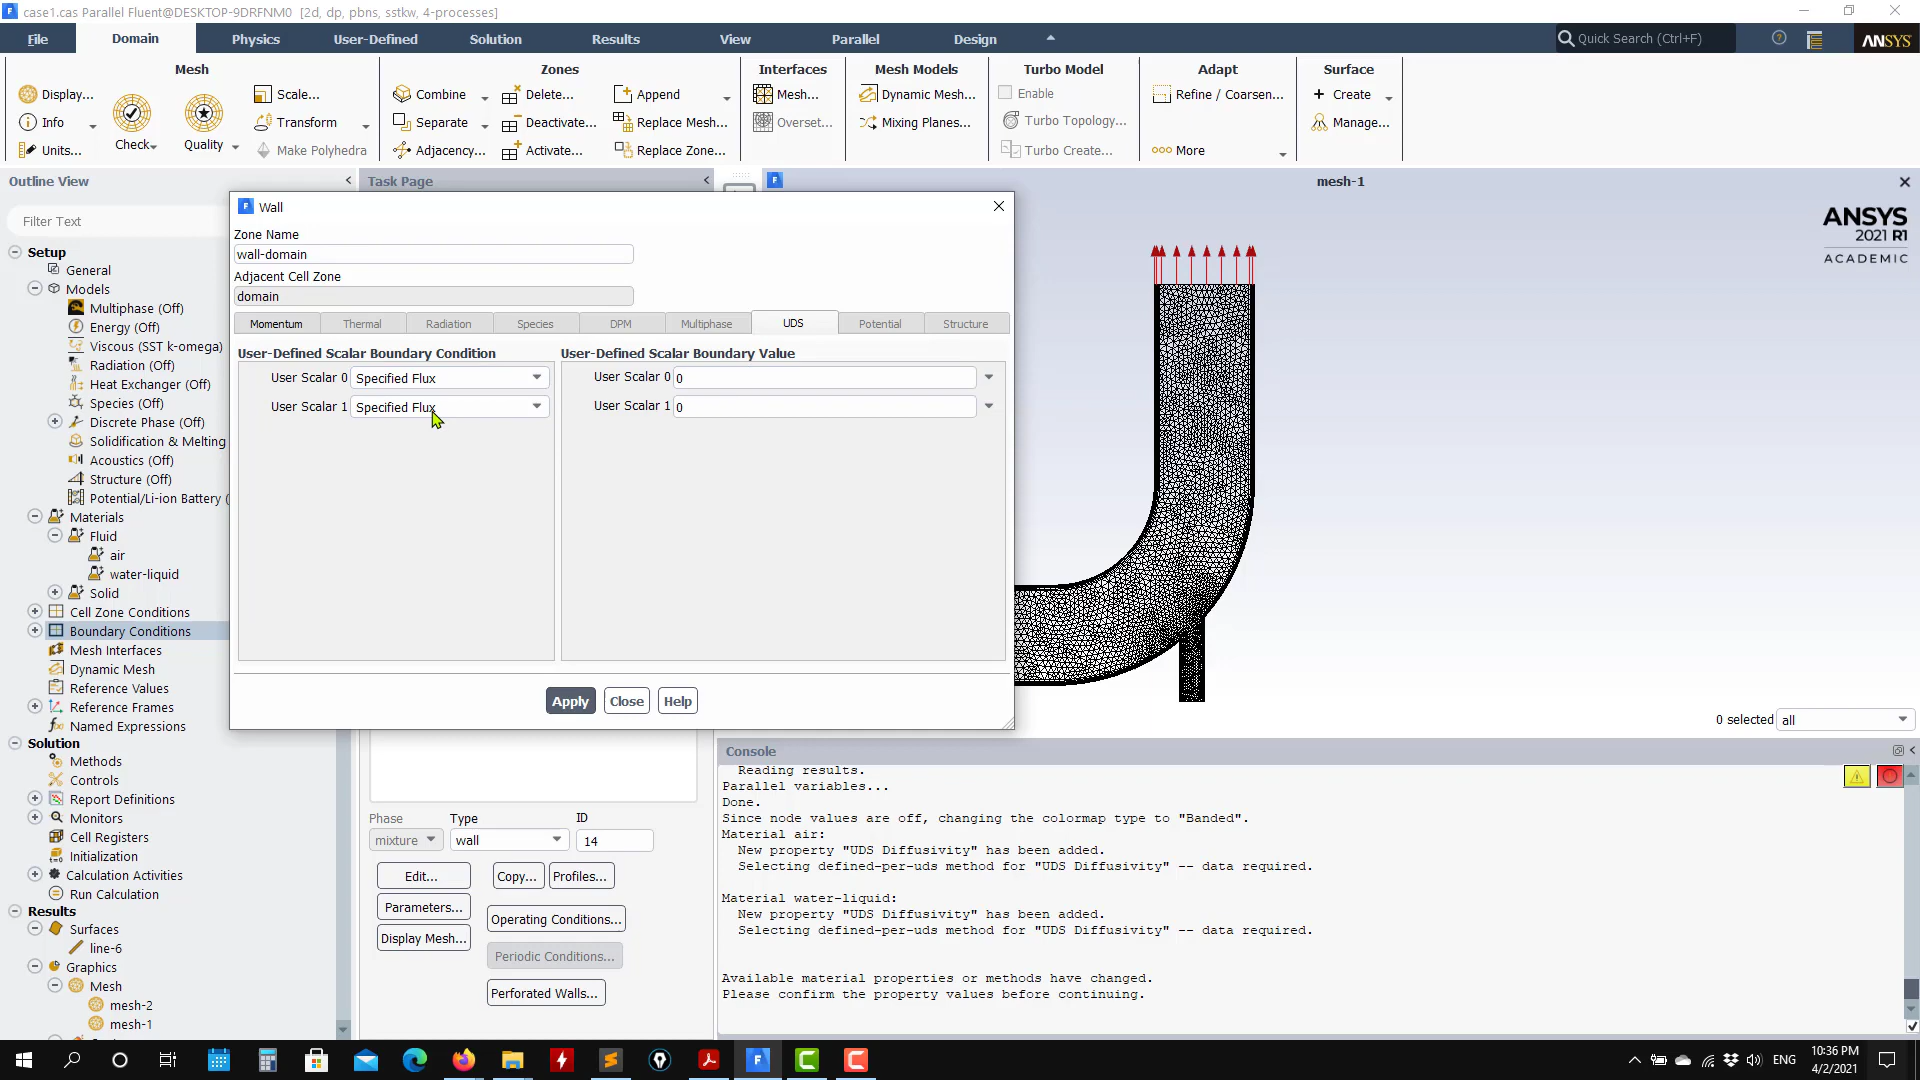 case1.cas Parallel Fluent@DESKTOP-9DRFNM0 [2d, dp, pbns, sstkw, 4-processes]
File Domain Physics User-Defined Solution Results View Parallel Design Quick Search (Ctrl+F) ANSYS
Mesh Zones Interfaces Mesh Models Turbo Model Adapt Surface
Display... Scale... Combine Delete... Append Mesh... Dynamic Mesh... Enable Refine / Coarsen... Create
Info Transform Separate Deactivate... Replace Mesh... Overset... Mixing Planes... Turbo Topology... Manage...
Units... Check Quality Make Polyhedra Adjacency... Activate... Replace Zone... Turbo Create... More
Outline View Task Page mesh-1
Filter Text
Setup
General
Models
Multiphase (Off)
Energy (Off)
Viscous (SST k-omega)
Radiation (Off)
Heat Exchanger (Off)
Species (Off)
Discrete Phase (Off)
Solidification & Melting
Acoustics (Off)
Structure (Off)
Potential/Li-ion Battery (
Materials
Fluid
air
water-liquid
Solid
Cell Zone Conditions
Boundary Conditions
Mesh Interfaces
Dynamic Mesh
Reference Values
Reference Frames
Named Expressions
Solution
Methods
Controls
Report Definitions
Monitors
Cell Registers
Initialization
Calculation Activities
Run Calculation
Results
Surfaces
line-6
Graphics
Mesh
mesh-2
mesh-1
Wall
Zone Name
wall-domain
Adjacent Cell Zone
domain
Momentum Thermal Radiation Species DPM Multiphase UDS Potential Structure
User-Defined Scalar Boundary Condition User-Defined Scalar Boundary Value
User Scalar 0 Specified Flux User Scalar 0 0
User Scalar 1 Specified Flux User Scalar 1 0
Apply Close Help
Phase Type ID
mixture wall 14
Edit... Copy... Profiles...
Parameters... Operating Conditions...
Display Mesh... Periodic Conditions...
Perforated Walls...
ANSYS
2021 R1
ACADEMIC
0 selected all
Console
Reading results.
Parallel variables...
Done.
Since node values are off, changing the colormap type to "Banded".
Material air:
New property "UDS Diffusivity" has been added.
Selecting defined-per-uds method for "UDS Diffusivity" -- data required.
Material water-liquid:
New property "UDS Diffusivity" has been added.
Selecting defined-per-uds method for "UDS Diffusivity" -- data required.
Available material properties or methods have changed.
Please confirm the property values before continuing.
ENG
10:36 PM
4/2/2021